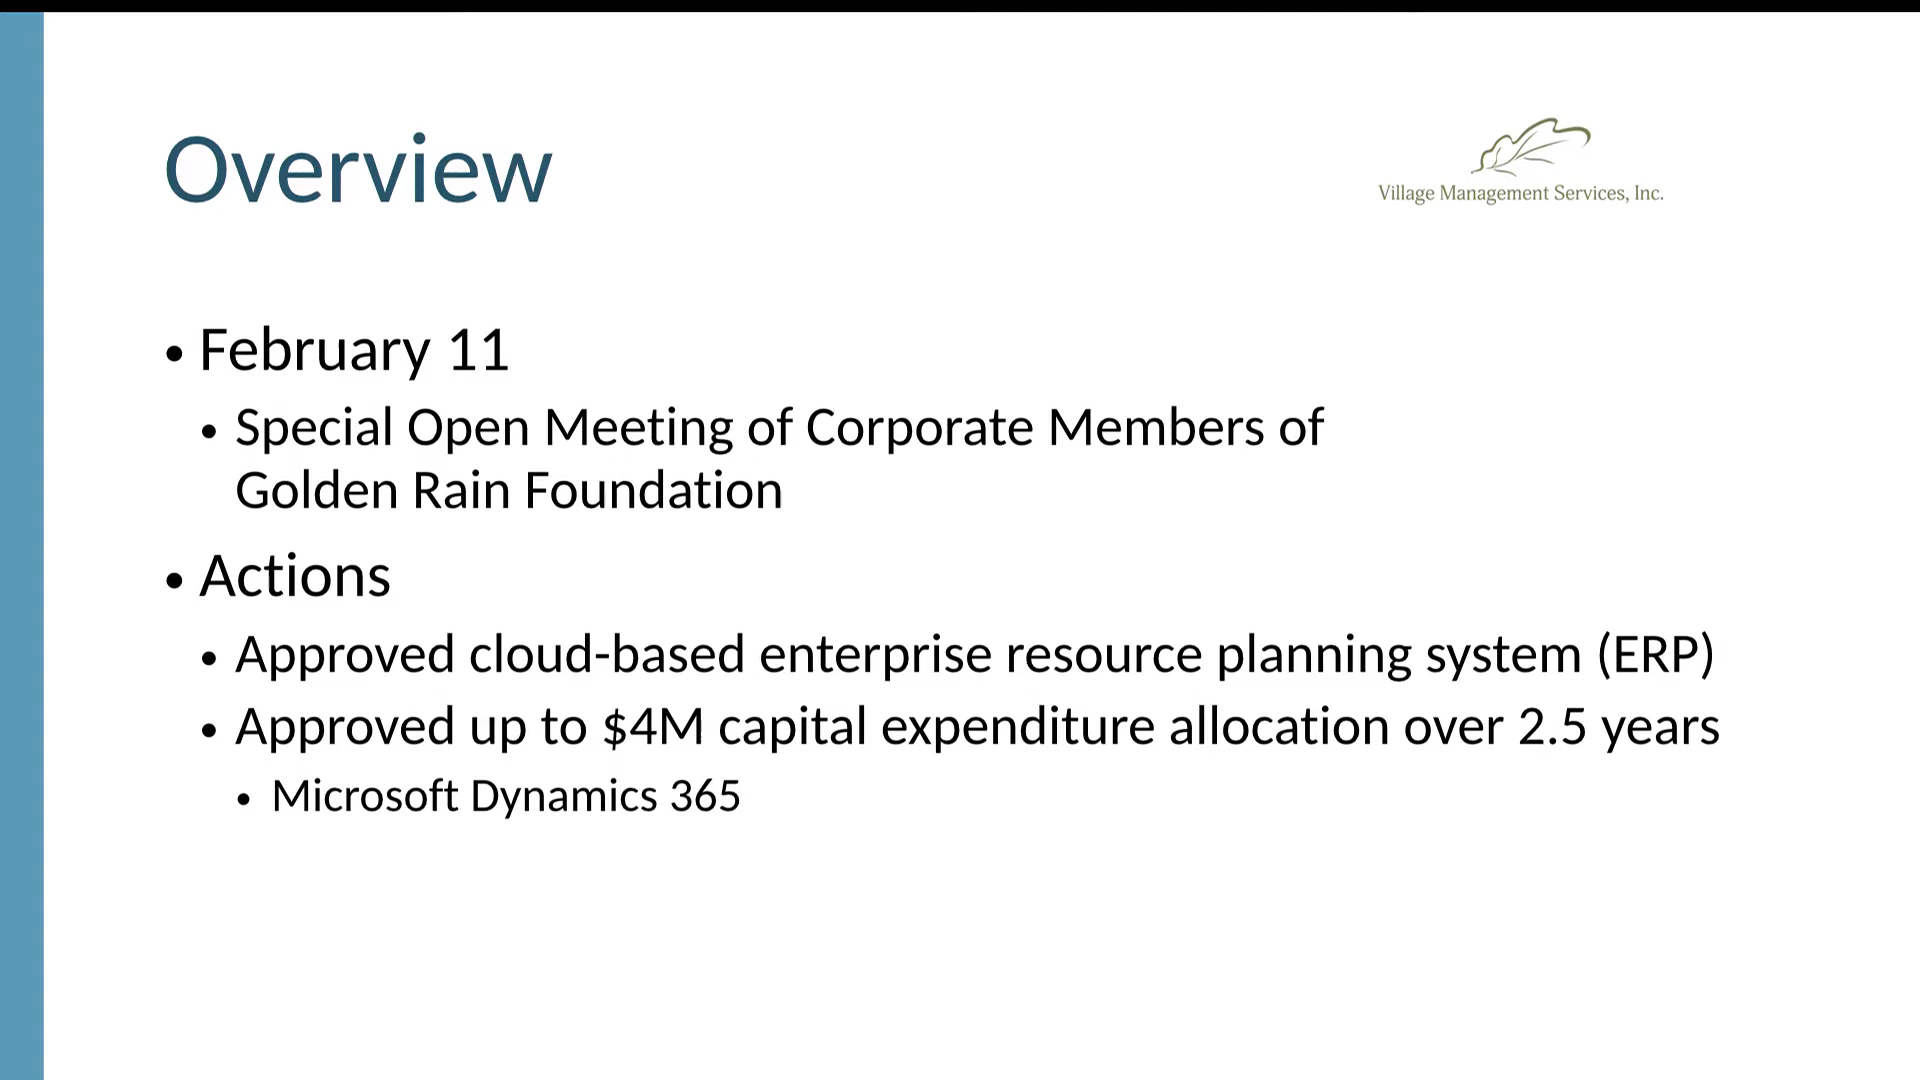 Overview
Village Management Services, Inc.
• February 11
• Special Open Meeting of Corporate Members of
Golden Rain Foundation
• Actions
• Approved cloud-based enterprise resource planning system (ERP)
• Approved up to $4M capital expenditure allocation over 2.5 years
• Microsoft Dynamics 365